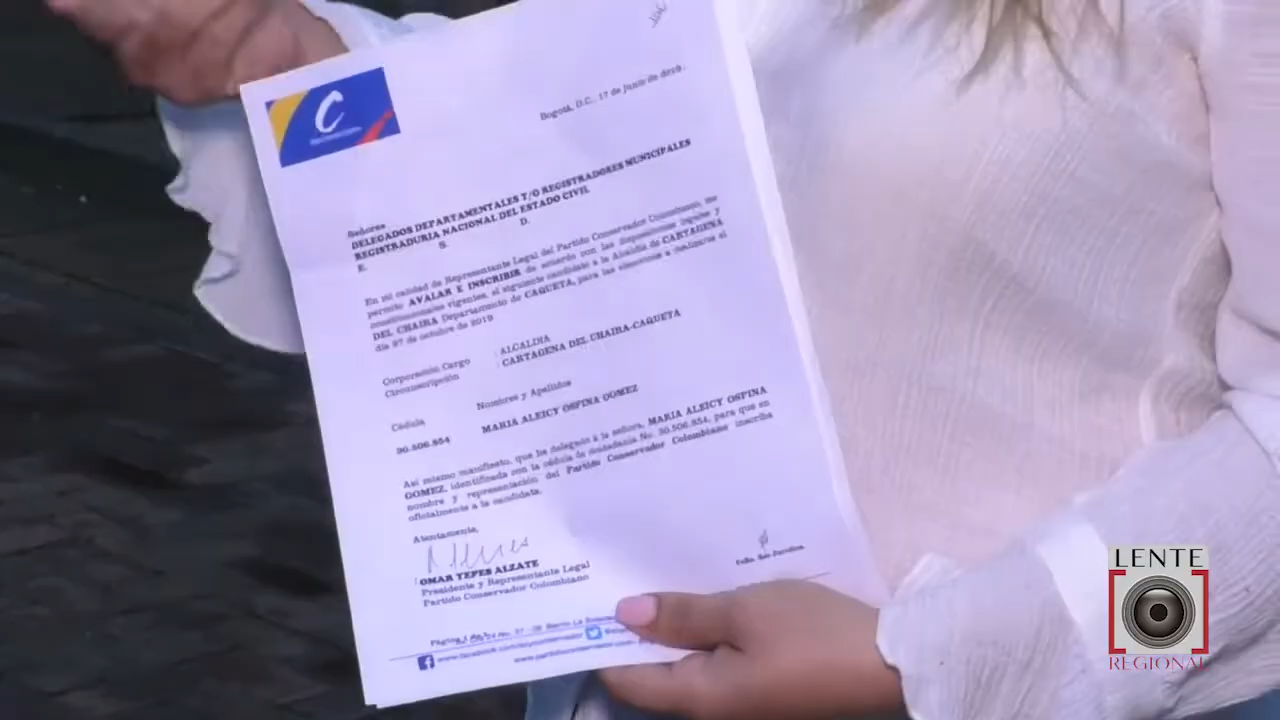 C
Bogotá, D.C., 17 de junio de 2019.
Señores
DELEGADOS DEPARTAMENTALES Y/O REGISTRADORES MUNICIPALES
REGISTRADURIA NACIONAL DEL ESTADO CIVIL
E. S. D.
En mi calidad de Representante Legal del Partido Conservador Colombiano, me
permito AVALAR E INSCRIBIR de acuerdo con las disposiciones legales y
constitucionales vigentes, el siguiente candidato a la Alcaldía de CARTAGENA
DEL CHAIRA Departamento de CAQUETA, para las elecciones a realizarse el
día 27 de octubre de 2019
Corporación Cargo : ALCALDIA
Circunscripción : CARTAGENA DEL CHAIRA-CAQUETA
Cédula Nombres y Apellidos
30.506.854 MARIA ALEICY OSPINA GOMEZ
Así mismo manifiesto, que he delegado a la señora, MARIA ALEICY OSPINA
GOMEZ, identificada con la cédula de ciudadanía No. 30.506.854, para que en
nombre y representación del Partido Conservador Colombiano inscriba
oficialmente a la candidata.
Atentamente,
OMAR YEPES ALZATE
Presidente y Representante Legal
Partido Conservador Colombiano
VoBo. Sec Jurídica
LENTE
REGIONAL